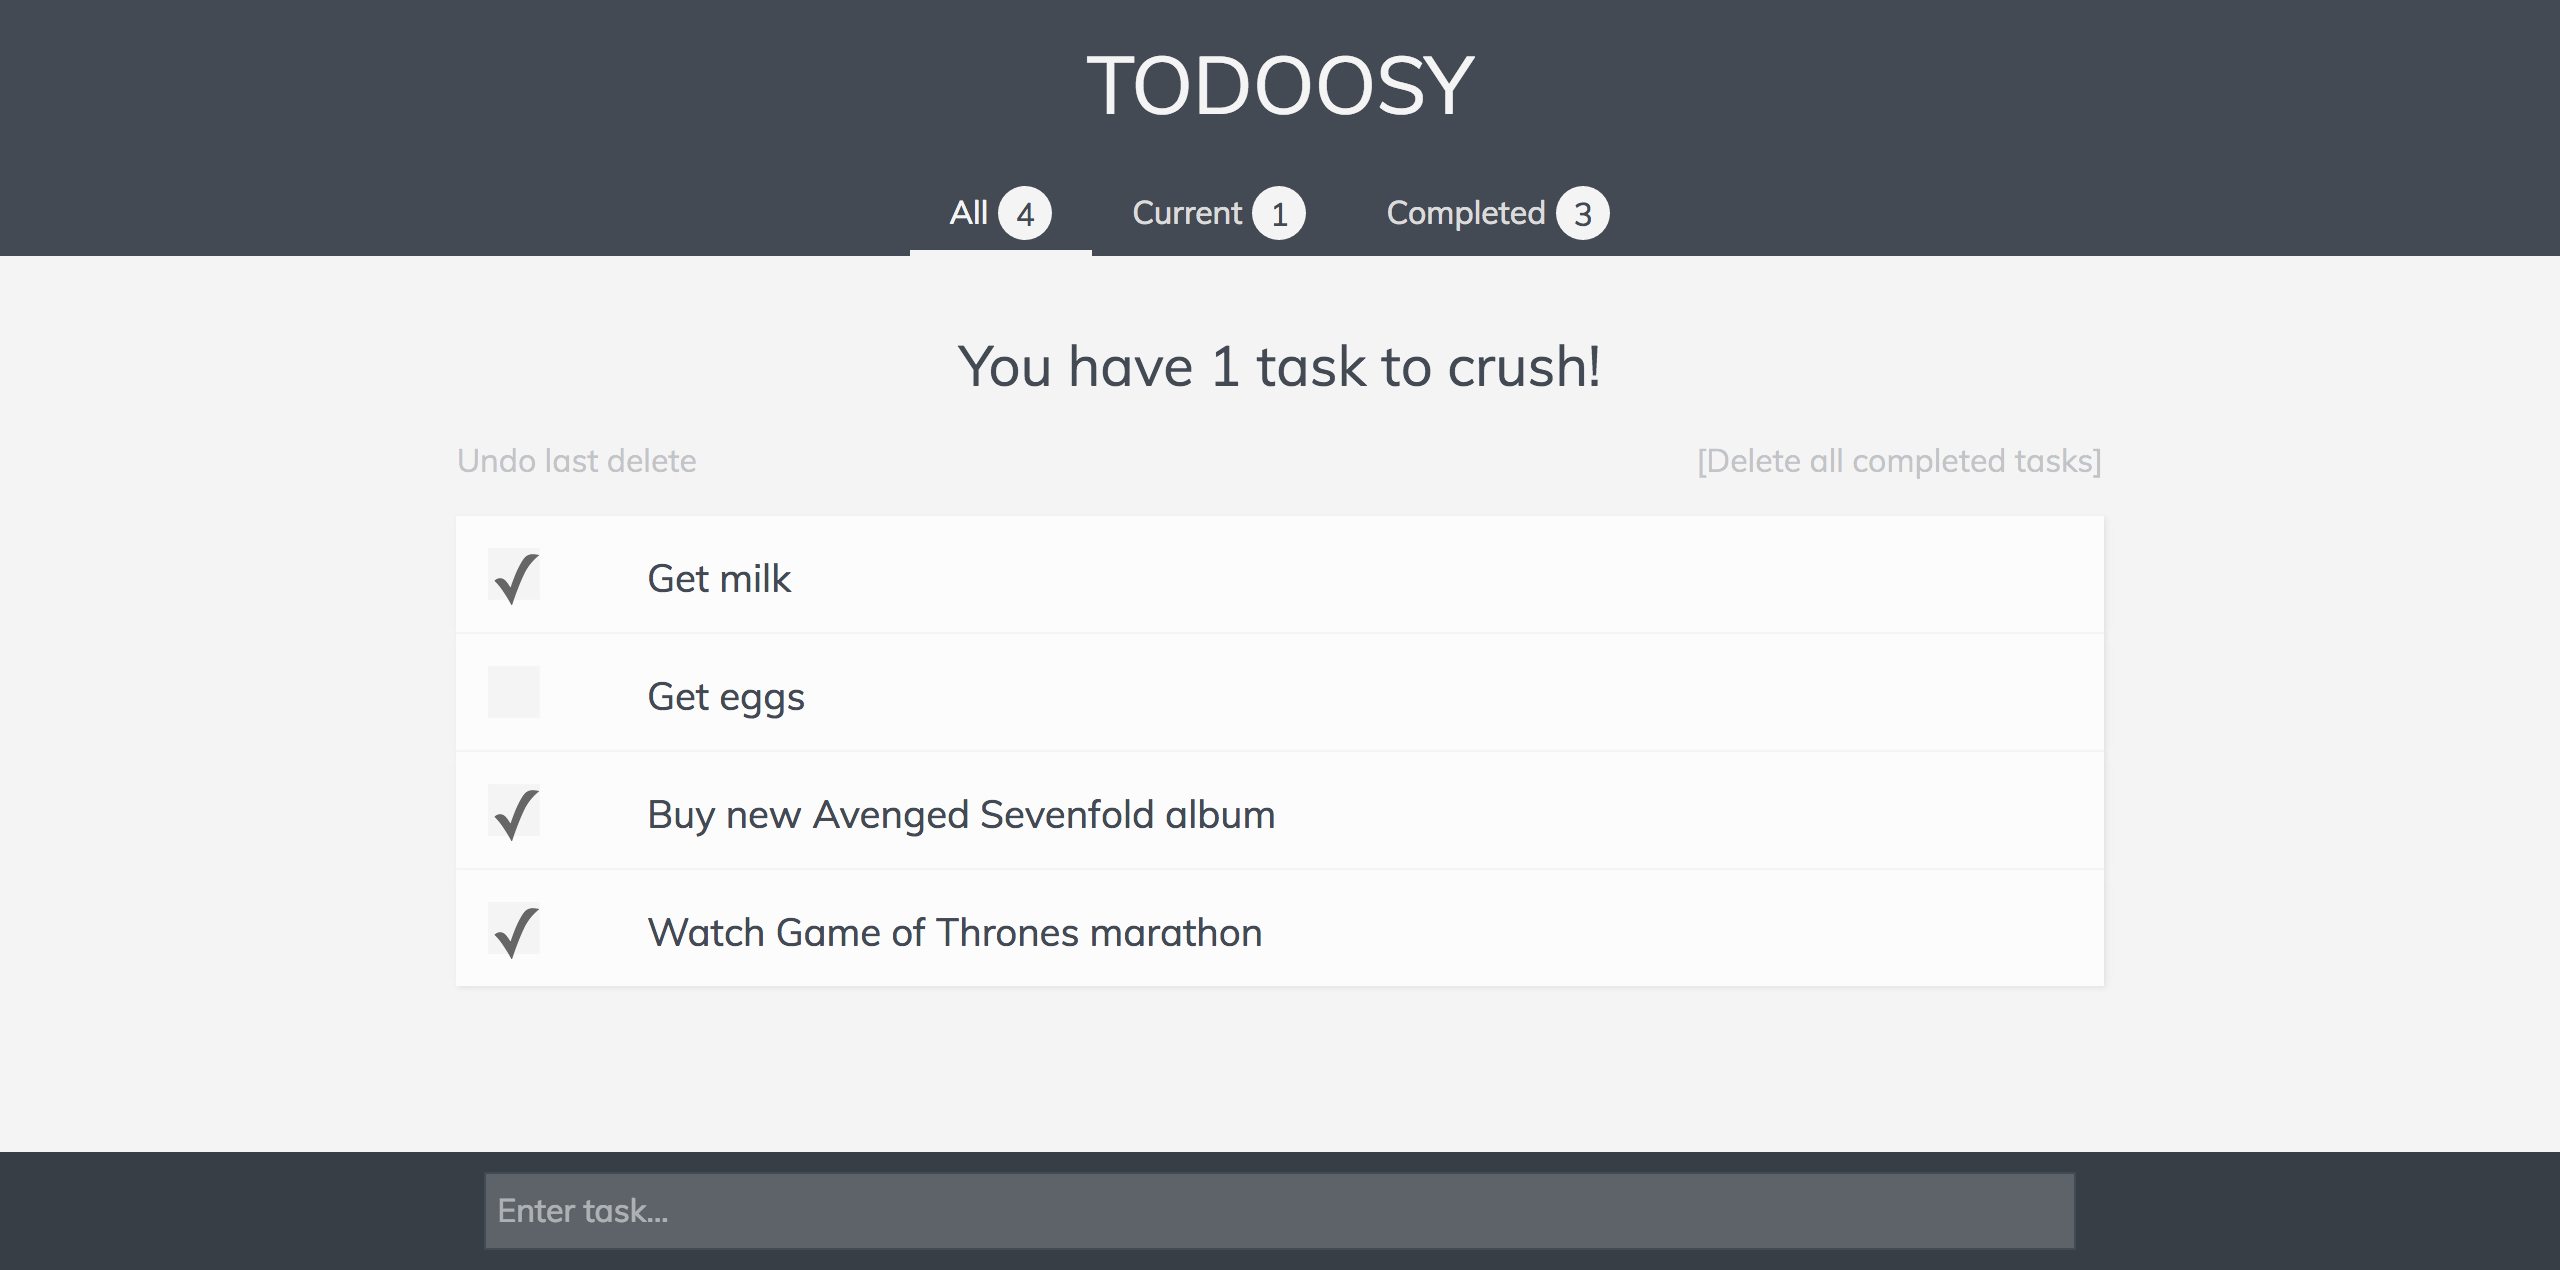 TODOOSY
All 4 Current 1 Completed 3
You have 1 task to crush!
Undo last delete [Delete all completed tasks]
Get milk
Get eggs
Buy new Avenged Sevenfold album
Watch Game of Thrones marathon
Enter task...